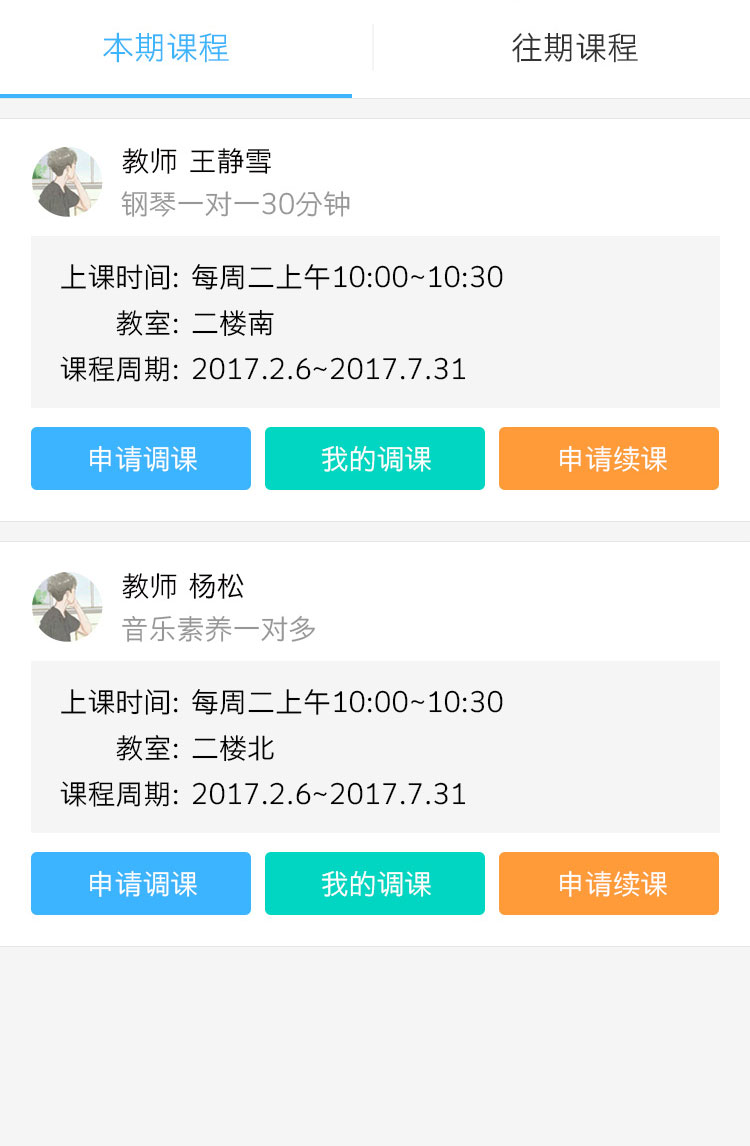 本期课程 往期课程
教师 王静雪
钢琴一对一30分钟
上课时间: 每周二上午10:00~10:30
教室: 二楼南
课程周期: 2017.2.6~2017.7.31
申请调课 我的调课 申请续课
教师 杨松
音乐素养一对多
上课时间: 每周二上午10:00~10:30
教室: 二楼北
课程周期: 2017.2.6~2017.7.31
申请调课 我的调课 申请续课